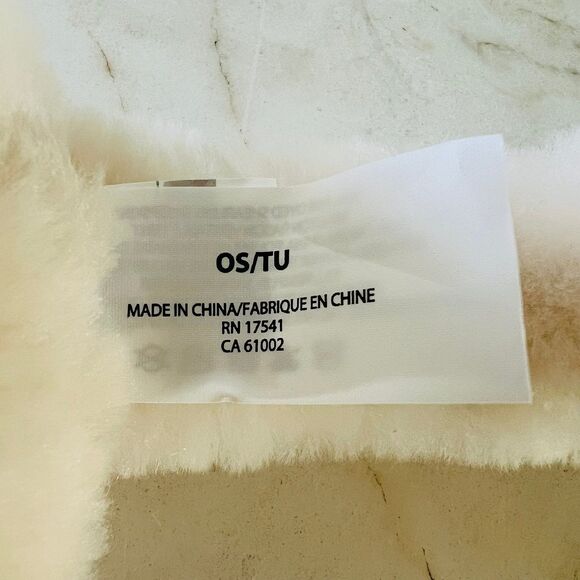 OS/TU
MADE IN CHINA/FABRIQUE EN CHINE
RN 17541
CA 61002